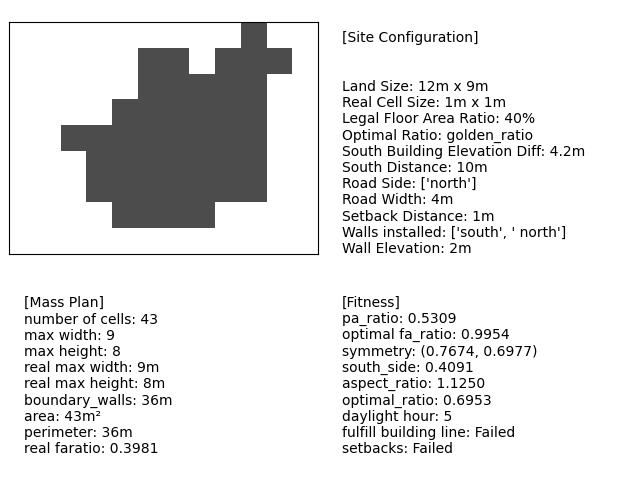 [Site Configuration]
Land Size: 12m x 9m
Real Cell Size: 1m x 1m
Legal Floor Area Ratio: 40%
Optimal Ratio: golden_ratio
South Building Elevation Diff: 4.2m
South Distance: 10m
Road Side: ['north']
Road Width: 4m
Setback Distance: 1m
Walls installed: ['south', ' north']
Wall Elevation: 2m
[Mass Plan]
number of cells: 43
max width: 9
max height: 8
real max width: 9m
real max height: 8m
boundary_walls: 36m
area: 43m²
perimeter: 36m
real faratio: 0.3981
[Fitness]
pa_ratio: 0.5309
optimal fa_ratio: 0.9954
symmetry: (0.7674, 0.6977)
south_side: 0.4091
aspect_ratio: 1.1250
optimal_ratio: 0.6953
daylight hour: 5
fulfill building line: Failed
setbacks: Failed